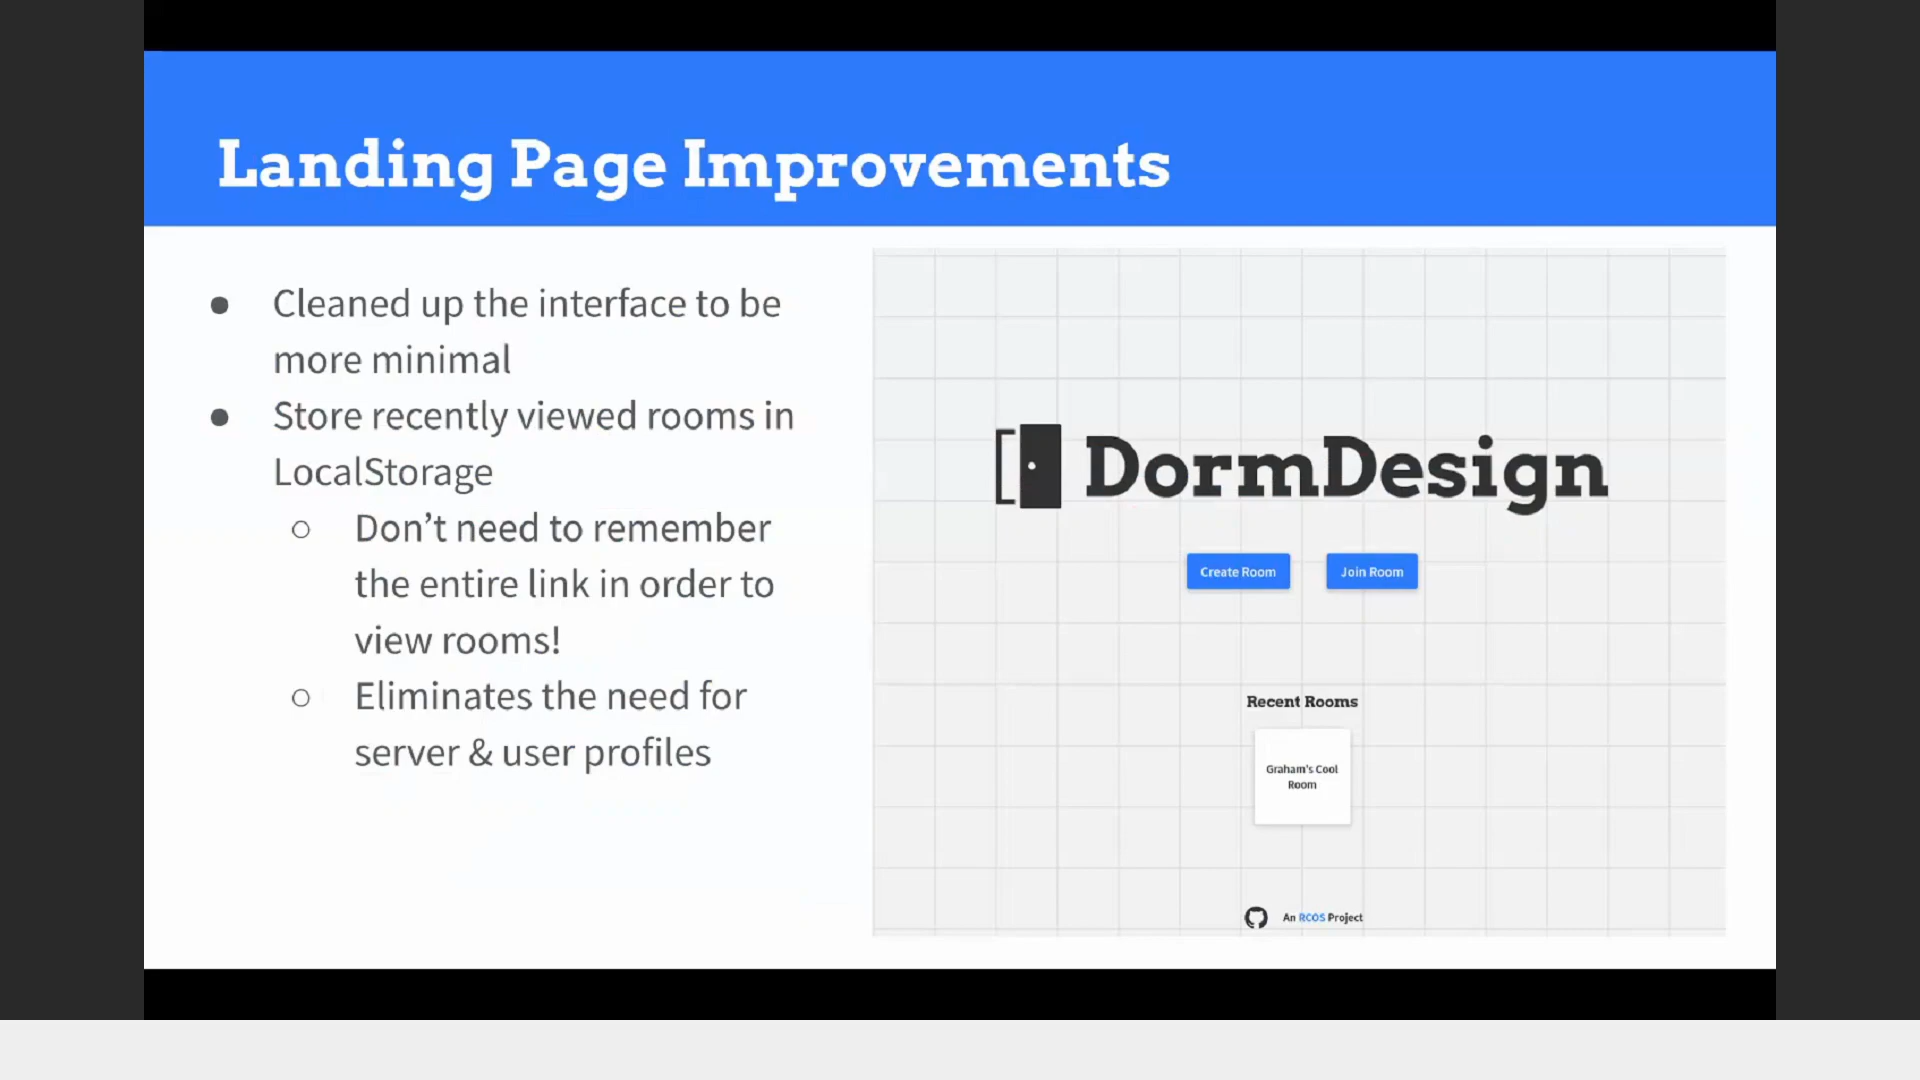 Landing Page Improvements
● Cleaned up the interface to be
more minimal
● Store recently viewed rooms in
LocalStorage
○ Don’t need to remember
the entire link in order to
view rooms!
○ Eliminates the need for
server & user profiles
DormDesign
Create Room
Join Room
Recent Rooms
Graham's Cool
Room
An RCOS Project